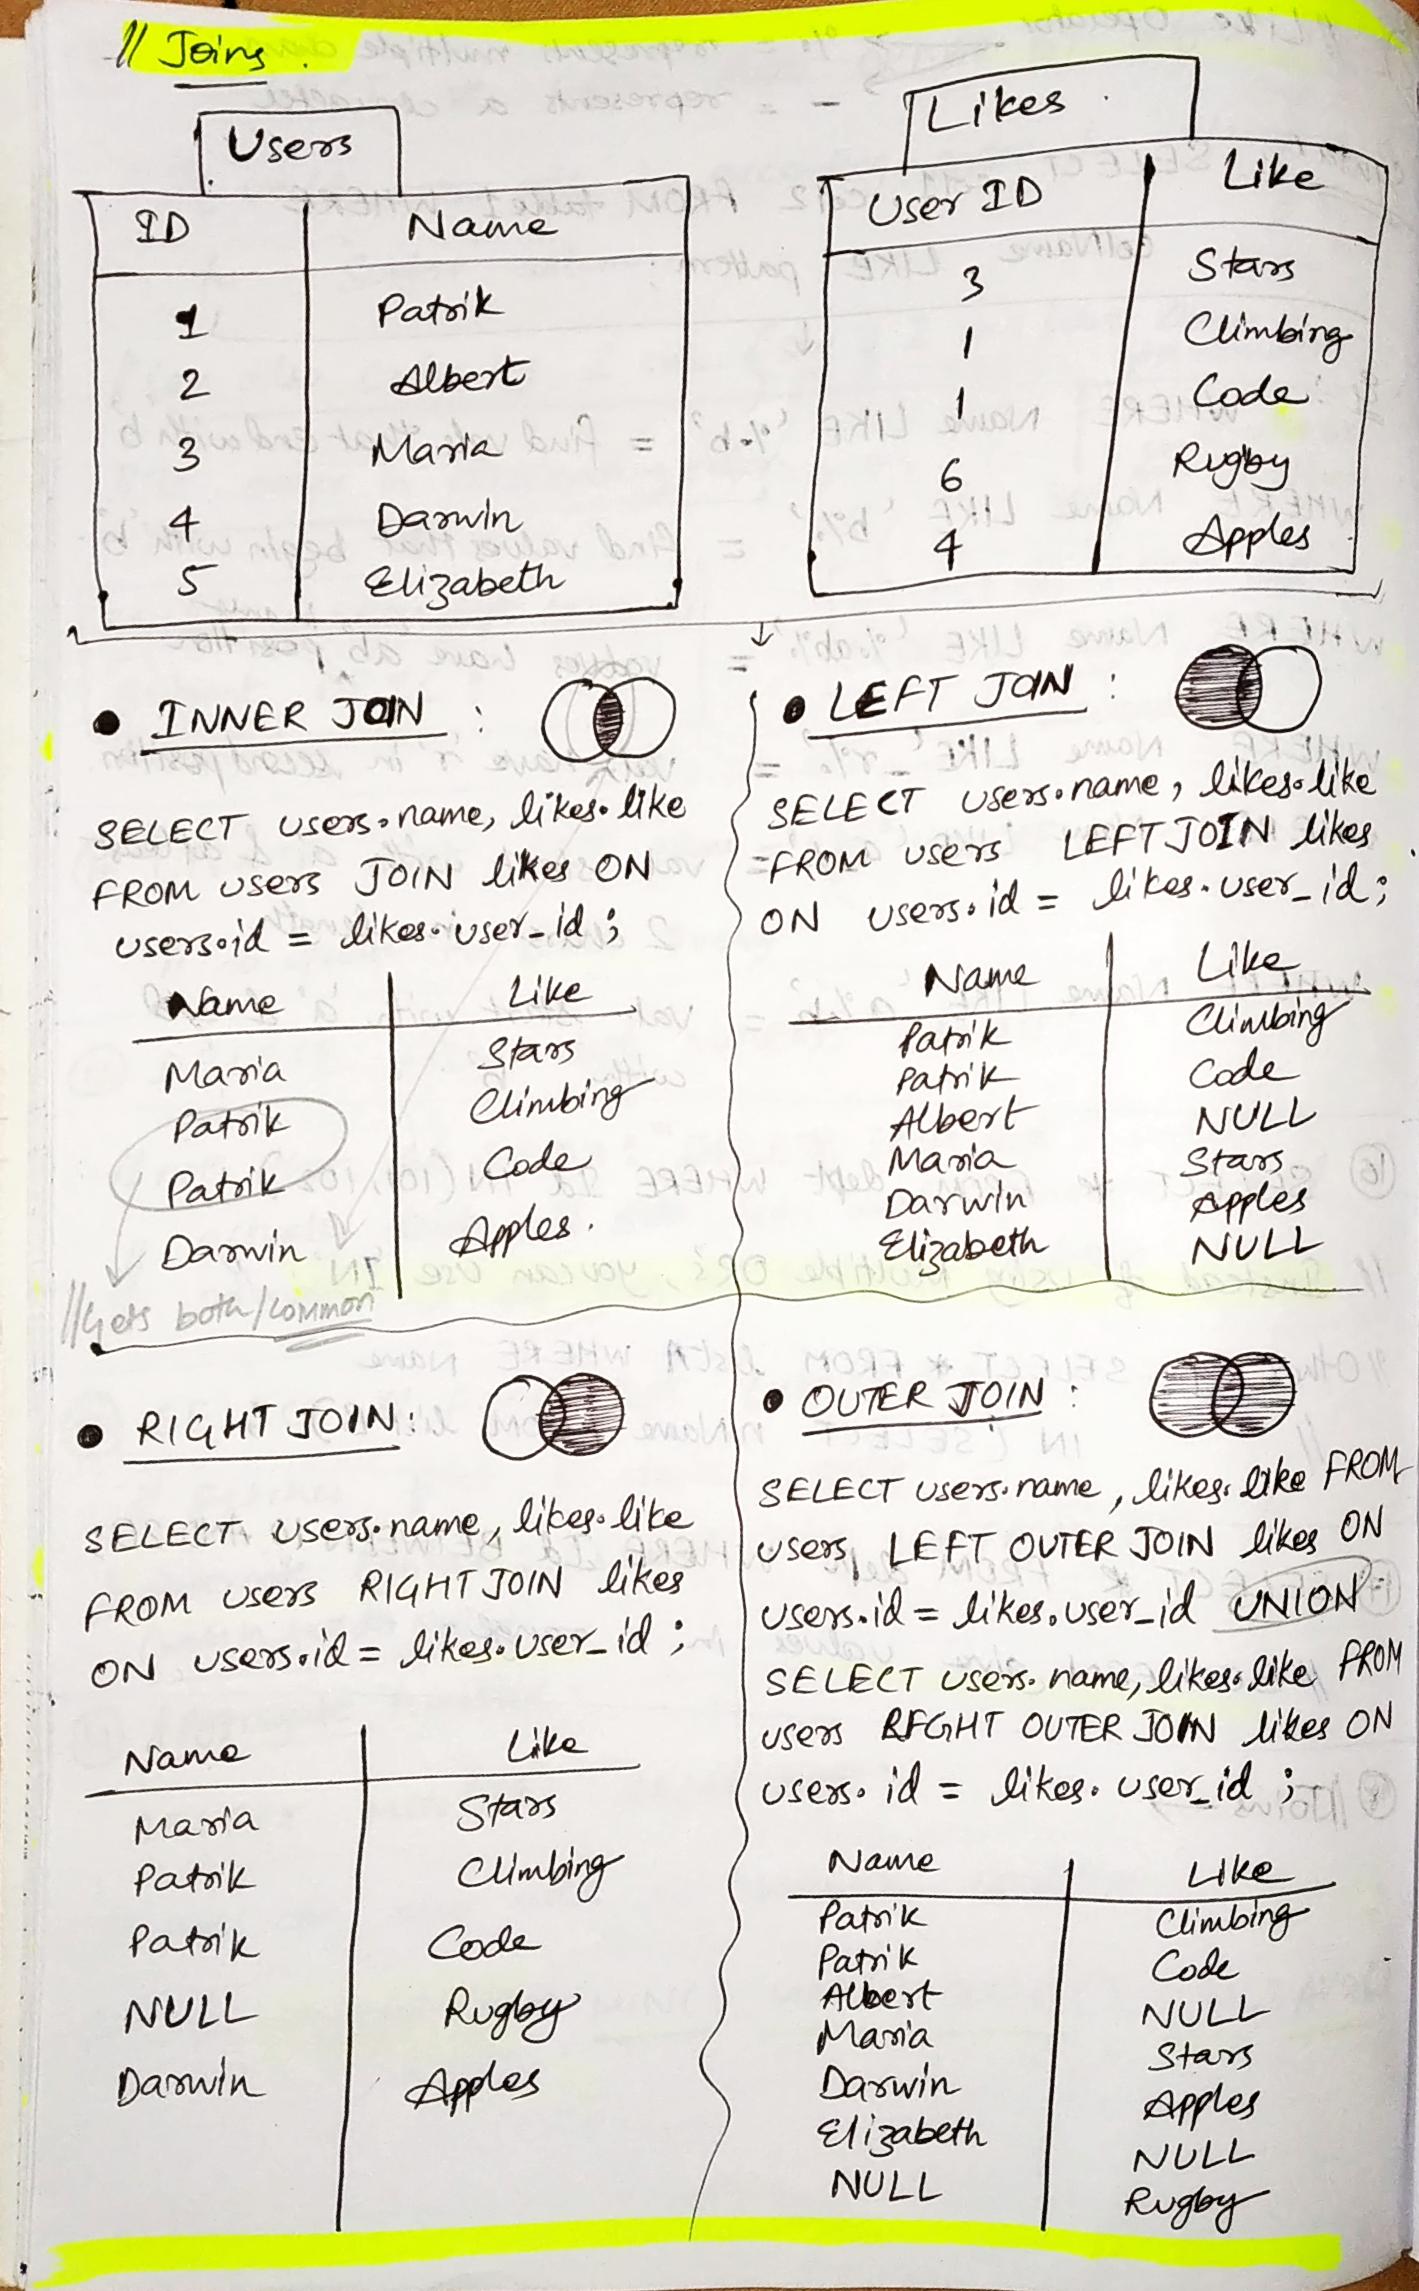 // Joins .
Users
ID Name
1 Patrik
2 Albert
3 Maria
4 Darwin
5 Elizabeth
Likes
User ID Like
3 Stars
1 Climbing
1 Code
6 Rugby
4 Apples
• INNER JOIN :
SELECT users.name, likes.like
FROM users JOIN likes ON
users.id = likes.user_id ;
Name Like
Maria Stars
Patrik Climbing
Patrik Code
Darwin Apples.
// Gets both/common
• LEFT JOIN :
SELECT users.name, likes.like
FROM users LEFT JOIN likes
ON users.id = likes.user_id;
Name Like
Patrik Climbing
Patrik Code
Albert NULL
Maria Stars
Darwin Apples
Elizabeth NULL
• RIGHT JOIN:
SELECT users.name, likes.like
FROM users RIGHT JOIN likes
ON users.id = likes.user_id ;
Name Like
Maria Stars
Patrik Climbing
Patrik Code
NULL Rugby
Darwin Apples
• OUTER JOIN :
SELECT users.name, likes.like FROM
users LEFT OUTER JOIN likes ON
users.id = likes.user_id UNION
SELECT users.name, likes.like FROM
users RIGHT OUTER JOIN likes ON
users.id = likes.user_id ;
Name Like
Patrik Climbing
Patrik Code
Albert NULL
Maria Stars
Darwin Apples
Elizabeth NULL
NULL Rugby